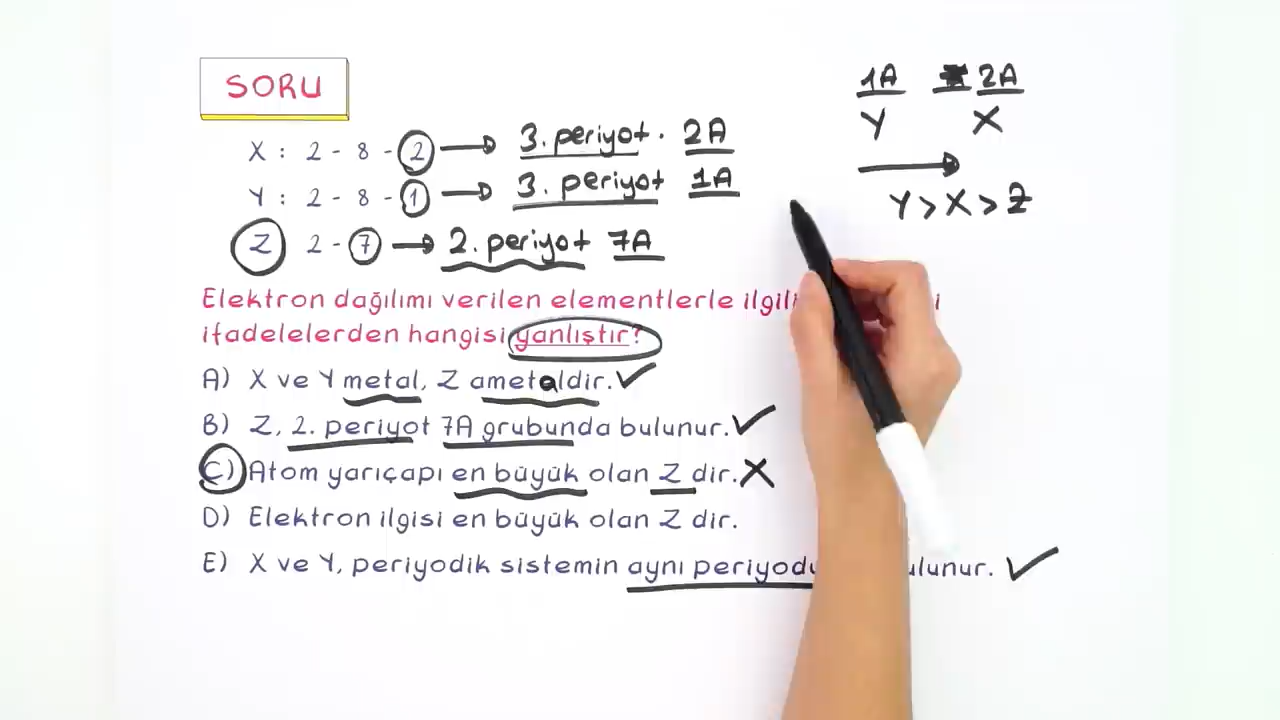 SORU
X : 2 - 8 - 2 → 3. periyot. 2A
Y : 2 - 8 - 1 → 3. periyot 1A
Z 2 - 7 → 2. periyot 7A
1A 2A
Y X
Y > X > Z
Elektron dağılımı verilen elementlerle ilgili
ifadelelerden hangisi yanlıştır?
A) X ve Y metal, Z ametaldir. ✓
B) Z, 2. periyot 7A grubunda bulunur. ✓
C) Atom yarıçapı en büyük olan Z dir. X
D) Elektron ilgisi en büyük olan Z dir.
E) X ve Y, periyodik sistemin aynı ✓